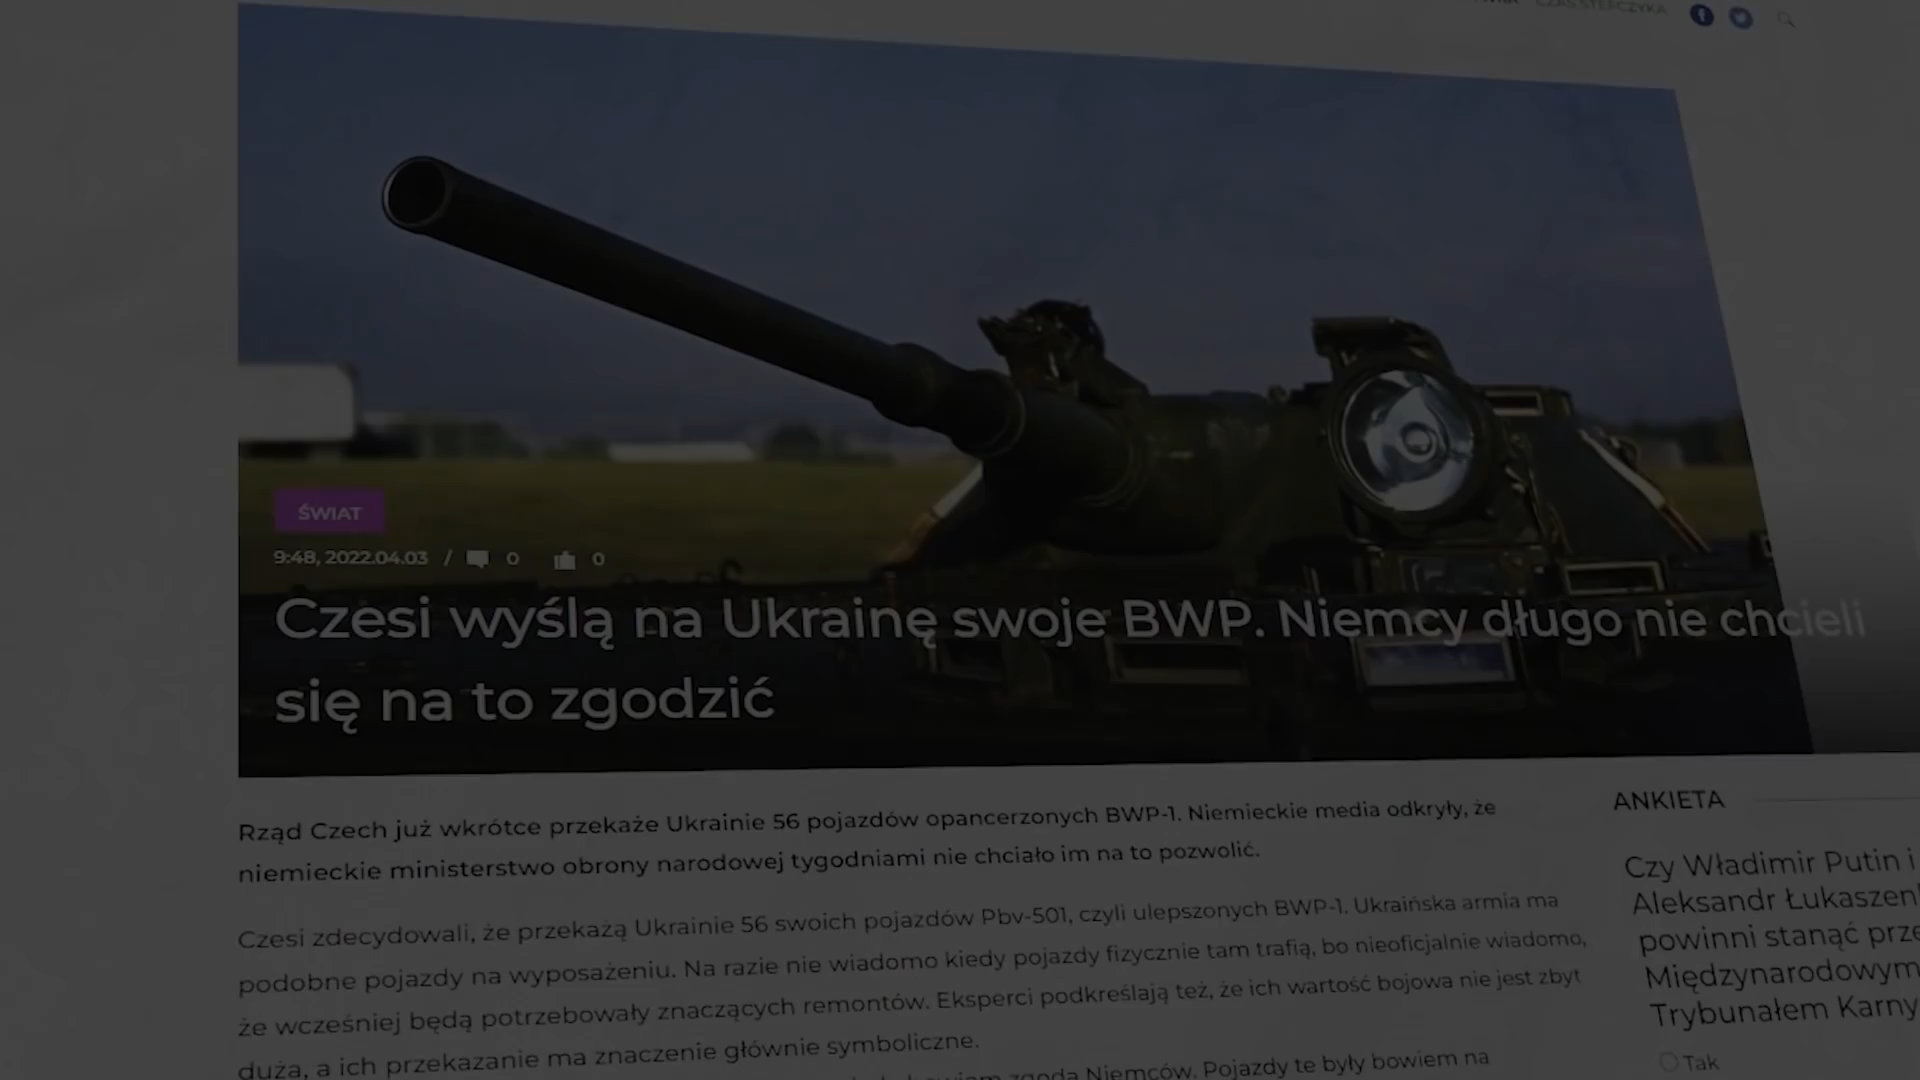 CZAS STEFCZYKA
ŚWIAT
9:48, 2022.04.03 / 0 0
Czesi wyślą na Ukrainę swoje BWP. Niemcy długo nie chcieli
się na to zgodzić
Rząd Czech już wkrótce przekaże Ukrainie 56 pojazdów opancerzonych BWP-1. Niemieckie media odkryły, że
niemieckie ministerstwo obrony narodowej tygodniami nie chciało im na to pozwolić.
Czesi zdecydowali, że przekażą Ukrainie 56 swoich pojazdów Pbv-501, czyli ulepszonych BWP-1. Ukraińska armia ma
podobne pojazdy na wyposażeniu. Na razie nie wiadomo kiedy pojazdy fizycznie tam trafią, bo nieoficjalnie wiadomo,
że wcześniej będą potrzebowały znaczących remontów. Eksperci podkreślają też, że ich wartość bojowa nie jest zbyt
duża, a ich przekazanie ma znaczenie głównie symboliczne.
zgoda Niemców. Pojazdy te były bowiem na
ANKIETA
Czy Władimir Putin i
Aleksandr Łukaszen
powinni stanąć prze
Międzynarodowym
Trybunałem Karny
Tak